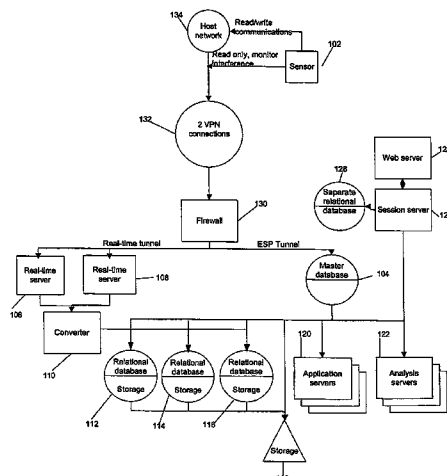 134
Host
network
Read/write
communications
Read only, monitor
interference
Sensor
102
132
2 VPN
connections
Web server
12
128
Separate
relational
database
Session server
12
Firewall
130
Real-time tunnel
ESP Tunnel
Real-time
server
Real-time
server
108
106
Master
database
104
Converter
110
Relational
database
Storage
112
Relational
database
Storage
114
Relational
database
Storage
116
120
Application
servers
122
Analysis
servers
Storage